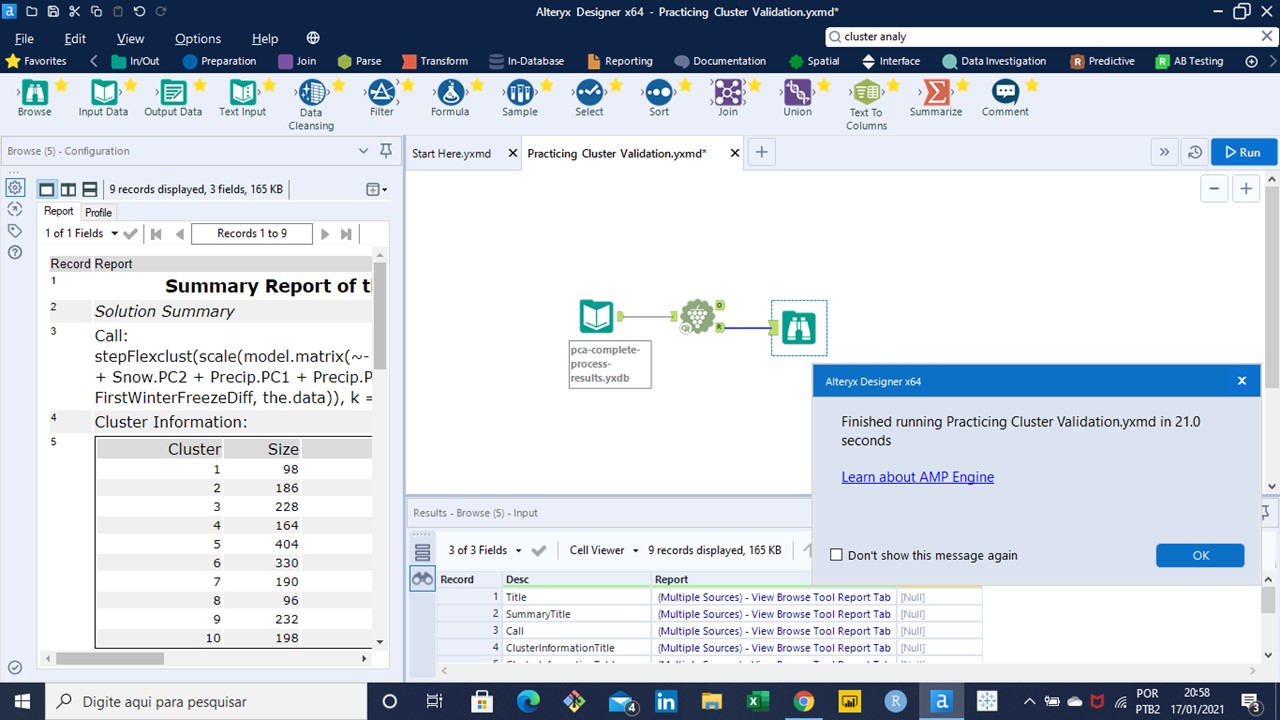 Alteryx Designer x64 - Practicing Cluster Validation.yxmd*
File Edit View Options Help
cluster analy
Favorites In/Out Preparation Join Parse Transform In-Database Reporting Documentation Spatial Interface Data Investigation Predictive AB Testing
Browse Input Data Output Data Text Input Data Cleansing Filter Formula Sample Select Sort Join Union Text To Columns Summarize Comment
Browse (5) - Configuration
Start Here.yxmd
Practicing Cluster Validation.yxmd*
Run
9 records displayed, 3 fields, 165 KB
Report Profile
1 of 1 Fields
Records 1 to 9
Record Report
1 Summary Report of t
2 Solution Summary
3 Call:
stepFlexclust(scale(model.matrix(~-
+ Snow.PC2 + Precip.PC1 + Precip.P
FirstWinterFreezeDiff, the.data)), k =
4 Cluster Information:
5 Cluster Size
1 98
2 186
3 228
4 164
5 404
6 330
7 190
8 96
9 232
10 198
O
R
pca-complete-
process-
results.yxdb
Alteryx Designer x64
Finished running Practicing Cluster Validation.yxmd in 21.0
seconds
Learn about AMP Engine
Don't show this message again
OK
Results - Browse (5) - Input
3 of 3 Fields Cell Viewer 9 records displayed, 165 KB
Record Desc Report
1 Title (Multiple Sources) - View Browse Tool Report Tab [Null]
2 SummaryTitle (Multiple Sources) - View Browse Tool Report Tab [Null]
3 Call (Multiple Sources) - View Browse Tool Report Tab [Null]
4 ClusterInformationTitle (Multiple Sources) - View Browse Tool Report Tab [Null]
Digite aqui para pesquisar
4
POR
PTB2
20:58
17/01/2021
3